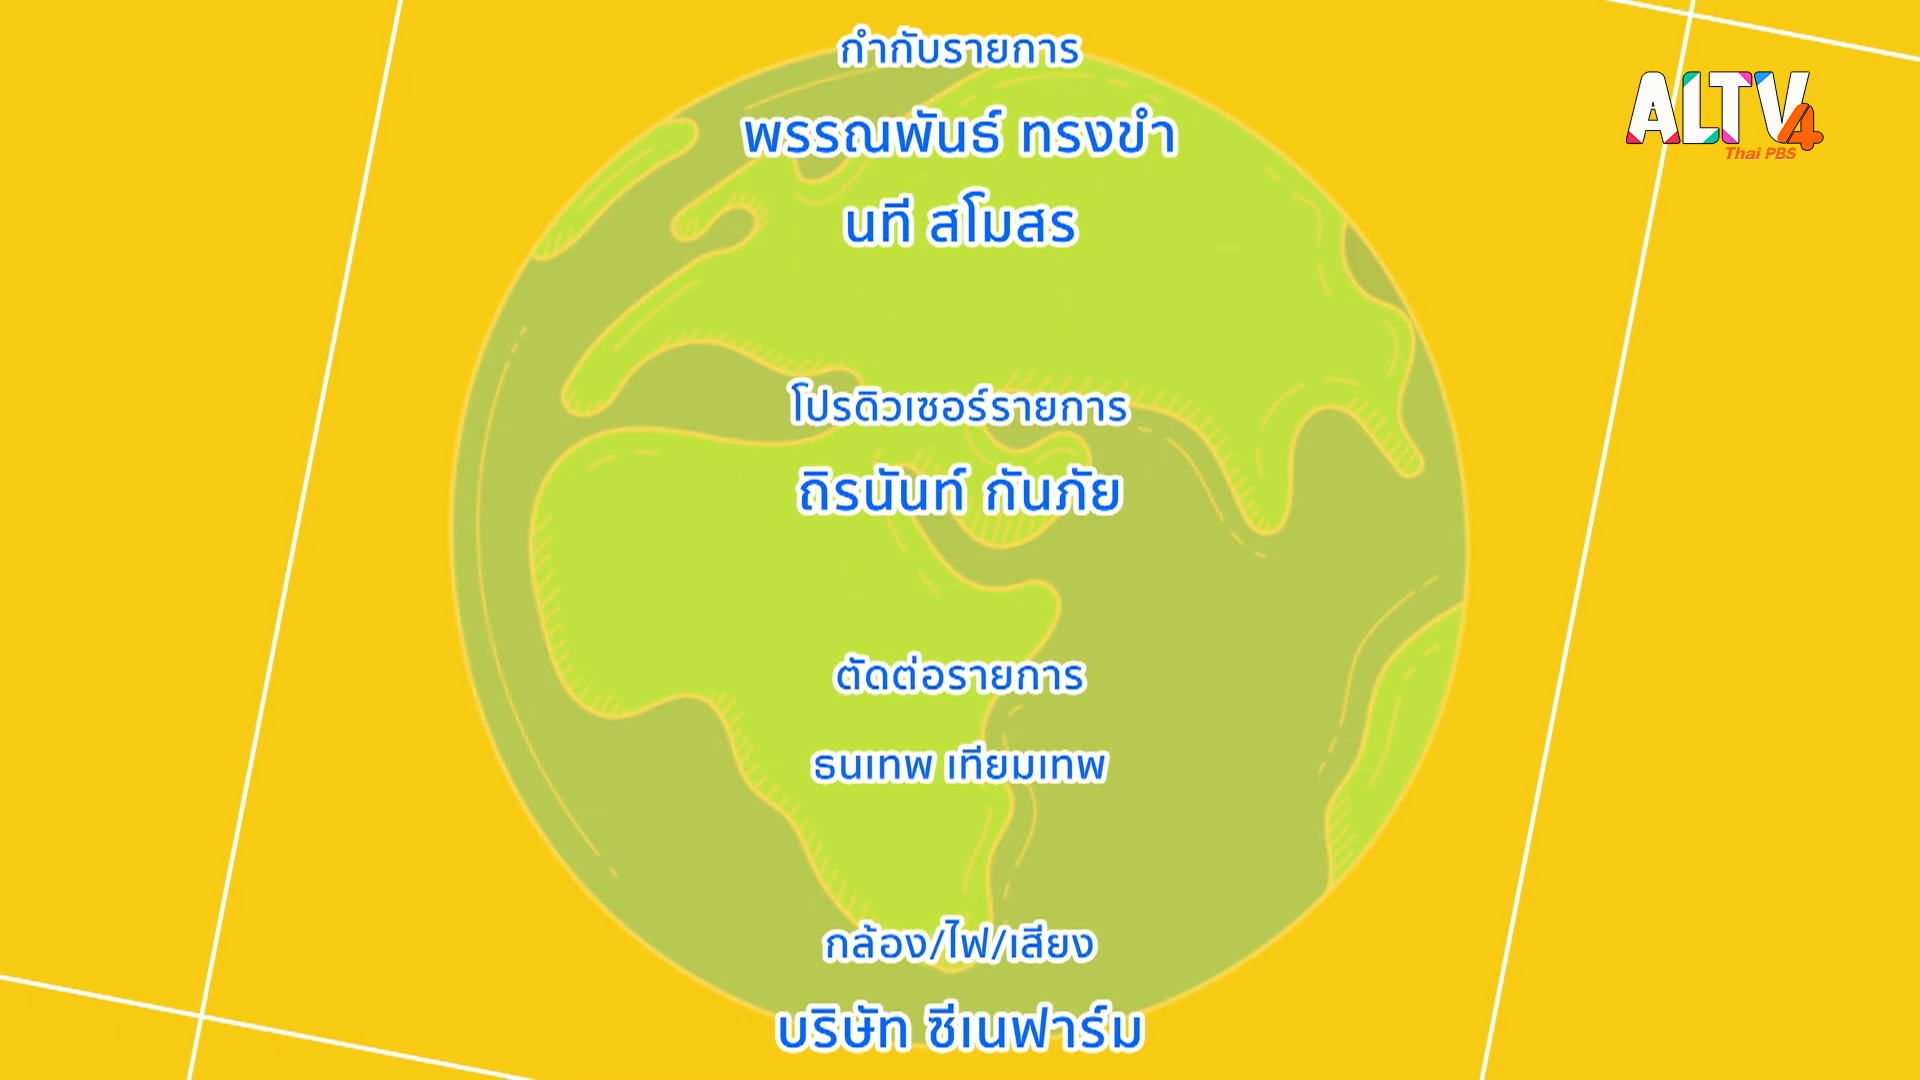 กำกับรายการ
พรรณพันธ์ ทรงขำ
นที สโมสร
โปรดิวเซอร์รายการ
ถิรนันท์ กันภัย
ตัดต่อรายการ
ธนเทพ เทียมเทพ
กล้อง/ไฟ/เสียง
บริษัท ซีเนฟาร์ม
ALTV4
Thai PBS